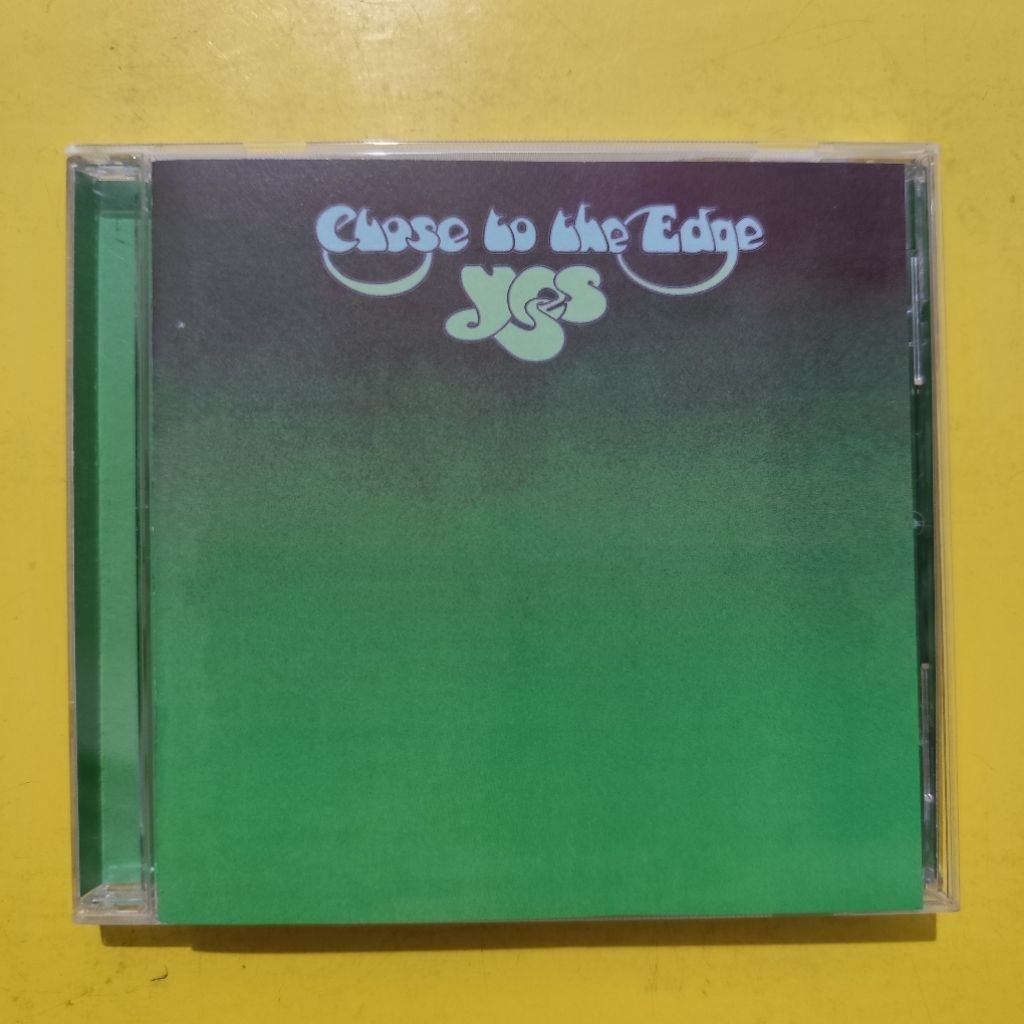 Close to the Edge
yes